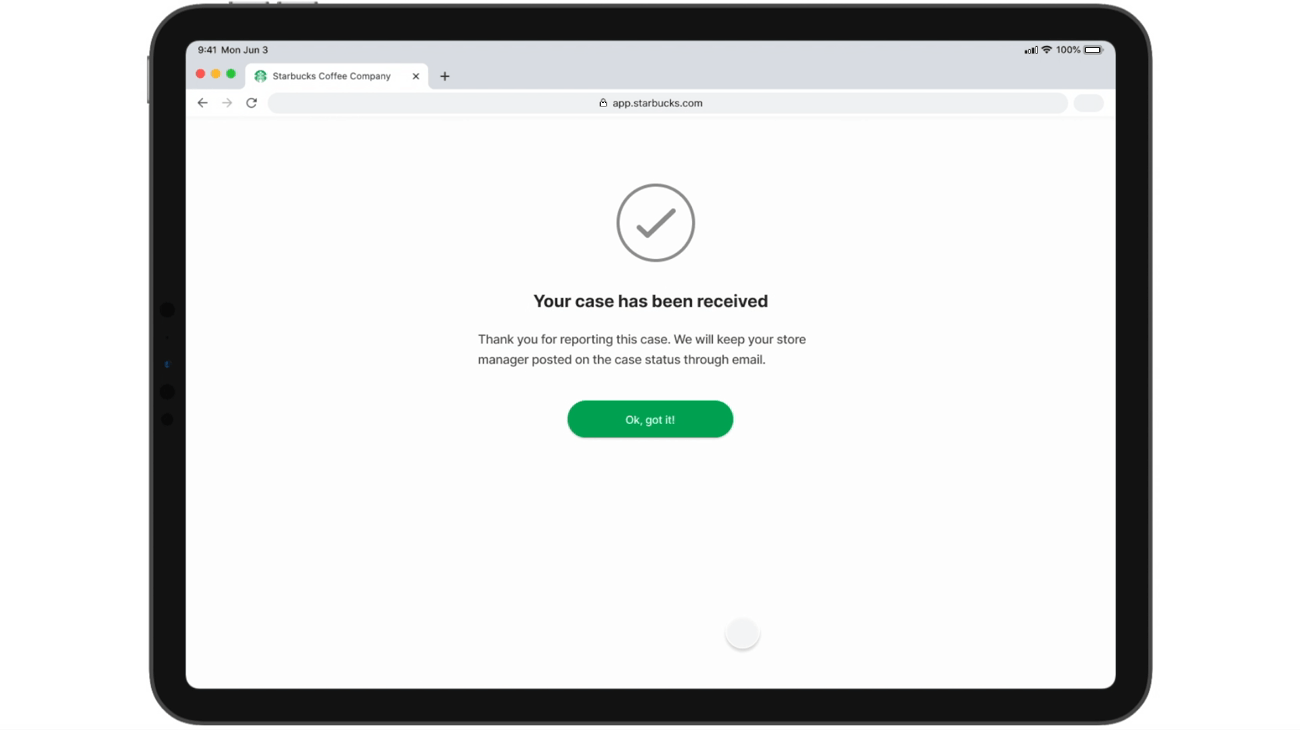 9:41 Mon Jun 3
100%
Starbucks Coffee Company
app.starbucks.com
Your case has been received
Thank you for reporting this case. We will keep your store
manager posted on the case status through email.
Ok, got it!